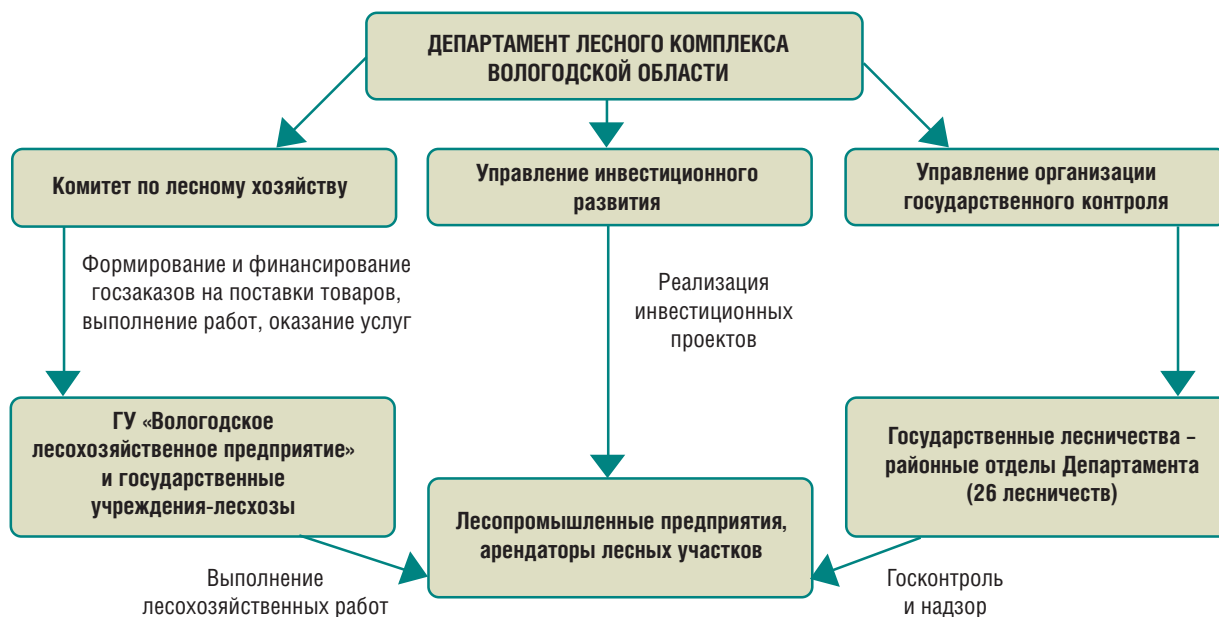 ДЕПАРТАМЕНТ ЛЕСНОГО КОМПЛЕКСА
ВОЛОГОДСКОЙ ОБЛАСТИ
Комитет по лесному хозяйству
Управление инвестиционного
развития
Управление организации
государственного контроля
Формирование и финансирование
госзаказов на поставки товаров,
выполнение работ, оказание услуг
Реализация
инвестиционных
проектов
ГУ «Вологодское
лесохозяйственное предприятие»
и государственные
учреждения-лесхозы
Лесопромышленные предприятия,
арендаторы лесных участков
Государственные лесничества –
районные отделы Департамента
(26 лесничеств)
Выполнение
лесохозяйственных работ
Госконтроль
и надзор